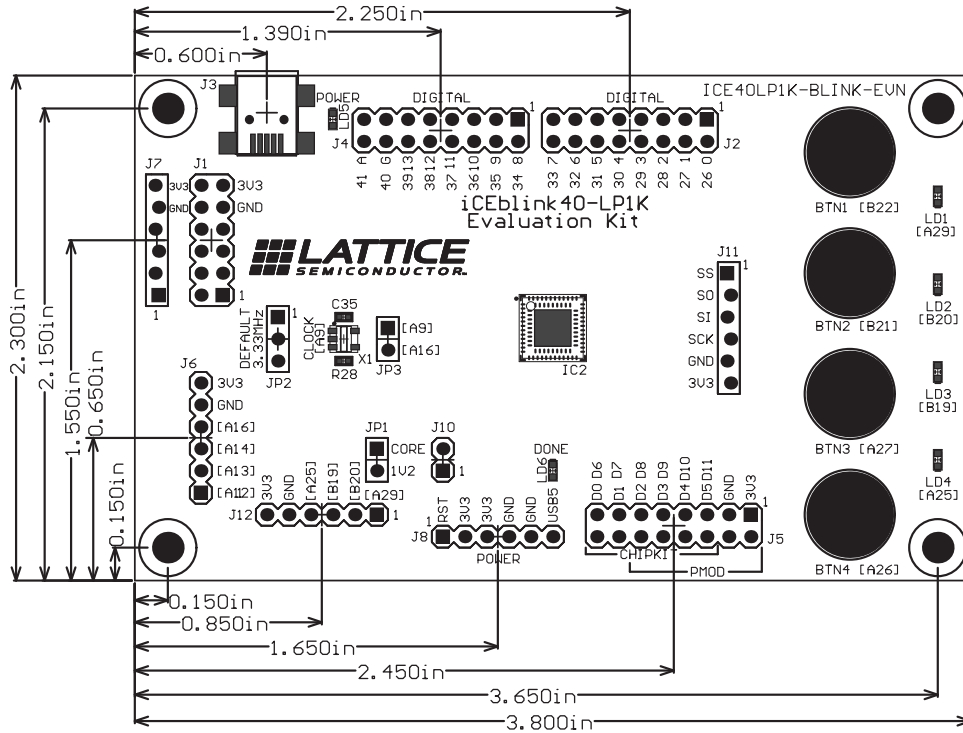 2.250in
1.390in
0.600in
J3
POWER
LD5
DIGITAL
1
J4
41 A
40 G
39 13
38 12
37 11
36 10
35 9
34 8
DIGITAL
1
J2
33 7
32 6
31 5
30 4
29 3
28 2
27 1
26 0
ICE40LP1K-BLINK-EVN
iCEblink40-LP1K
Evaluation Kit
LATTICE
SEMICONDUCTOR
J7
3V3
GND
1
J1
3V3
GND
1
BTN1 [B22]
LD1
[A29]
BTN2 [B21]
LD2
[B20]
BTN3 [A27]
LD3
[B19]
BTN4 [A26]
LD4
[A25]
J11
1
SS
SO
SI
SCK
GND
3V3
DEFAULT
3.33MHz
1
JP2
CLOCK
[A9]
C35
X1
R28
[A9]
[A16]
JP3
IC2
J6
3V3
GND
[A16]
[A14]
[A13]
[A12]
1
JP1
CORE
1V2
J10
1
DONE
LD6
J12
3V3
GND
[A25]
[B19]
[B20]
[A29]
1
J8
1
RST
3V3
3V3
GND
GND
USB5
POWER
D0 D6
D1 D7
D2 D8
D3 D9
D4 D10
D5 D11
GND
3V3
1
J5
CHIPKIT
PMOD
2.300in
2.150in
1.550in
0.650in
0.150in
0.150in
0.850in
1.650in
2.450in
3.650in
3.800in